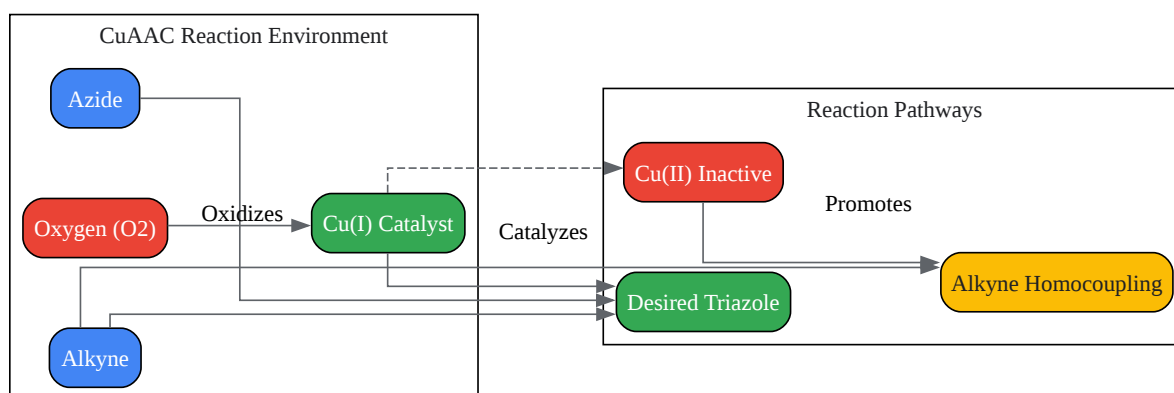 CuAAC Reaction Environment
Azide
Oxygen (O2)
Oxidizes
Cu(I) Catalyst
Alkyne
Catalyzes
Reaction Pathways
Cu(II) Inactive
Promotes
Desired Triazole
Alkyne Homocoupling